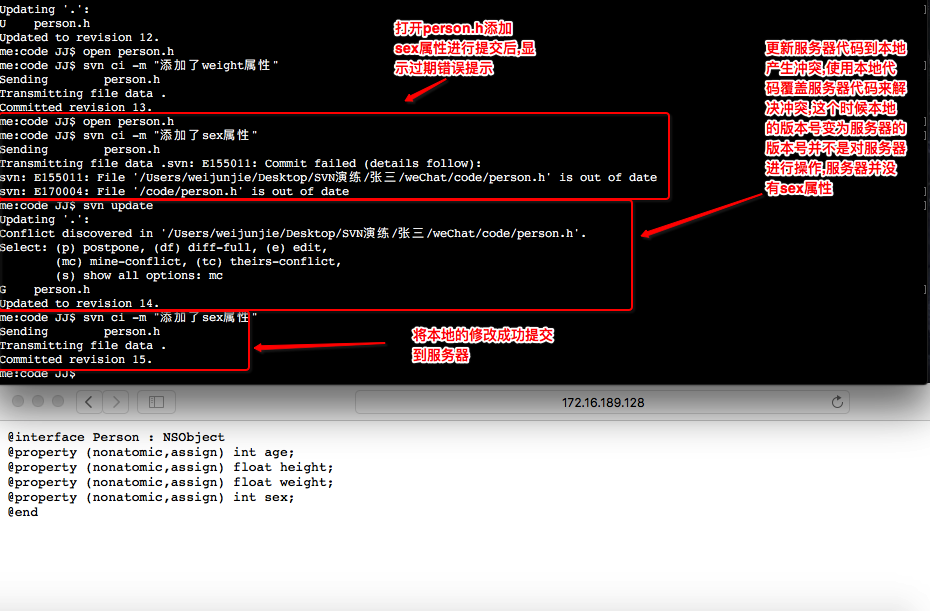 Updating '.':
U    person.h
Updated to revision 12.
me:code JJ$ open person.h
me:code JJ$ svn ci -m "添加了weight属性"
Sending        person.h
Transmitting file data .
Committed revision 13.
me:code JJ$ open person.h
me:code JJ$ svn ci -m "添加了sex属性"
Sending        person.h
Transmitting file data .svn: E155011: Commit failed (details follow):
svn: E155011: File '/Users/weijunjie/Desktop/SVN演练/张三/weChat/code/person.h' is out of date
svn: E170004: File '/code/person.h' is out of date
me:code JJ$ svn update
Updating '.':
Conflict discovered in '/Users/weijunjie/Desktop/SVN演练/张三/weChat/code/person.h'.
Select: (p) postpone, (df) diff-full, (e) edit,
        (mc) mine-conflict, (tc) theirs-conflict,
        (s) show all options: mc
G    person.h
Updated to revision 14.
me:code JJ$ svn ci -m "添加了sex属性"
Sending        person.h
Transmitting file data .
Committed revision 15.
me:code JJ$
打开person.h添加
sex属性进行提交后,显
示过期错误提示
更新服务器代码到本地
产生冲突,使用本地代
码覆盖服务器代码来解
决冲突,这个时候本地
的版本号变为服务器的
版本号并不是对服务器
进行操作,服务器并没
有sex属性
将本地的修改成功提交
到服务器
172.16.189.128
@interface Person : NSObject
@property (nonatomic,assign) int age;
@property (nonatomic,assign) float height;
@property (nonatomic,assign) float weight;
@property (nonatomic,assign) int sex;
@end